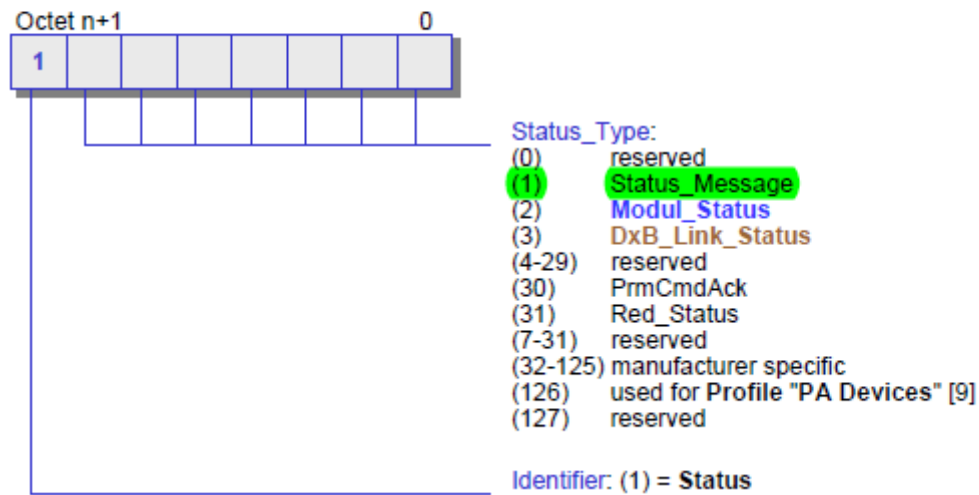 Octet n+1 0
1
Status_Type:
(0) reserved
(1) Status_Message
(2) Modul_Status
(3) DxB_Link_Status
(4-29) reserved
(30) PrmCmdAck
(31) Red_Status
(7-31) reserved
(32-125) manufacturer specific
(126) used for Profile "PA Devices" [9]
(127) reserved
Identifier: (1) = Status